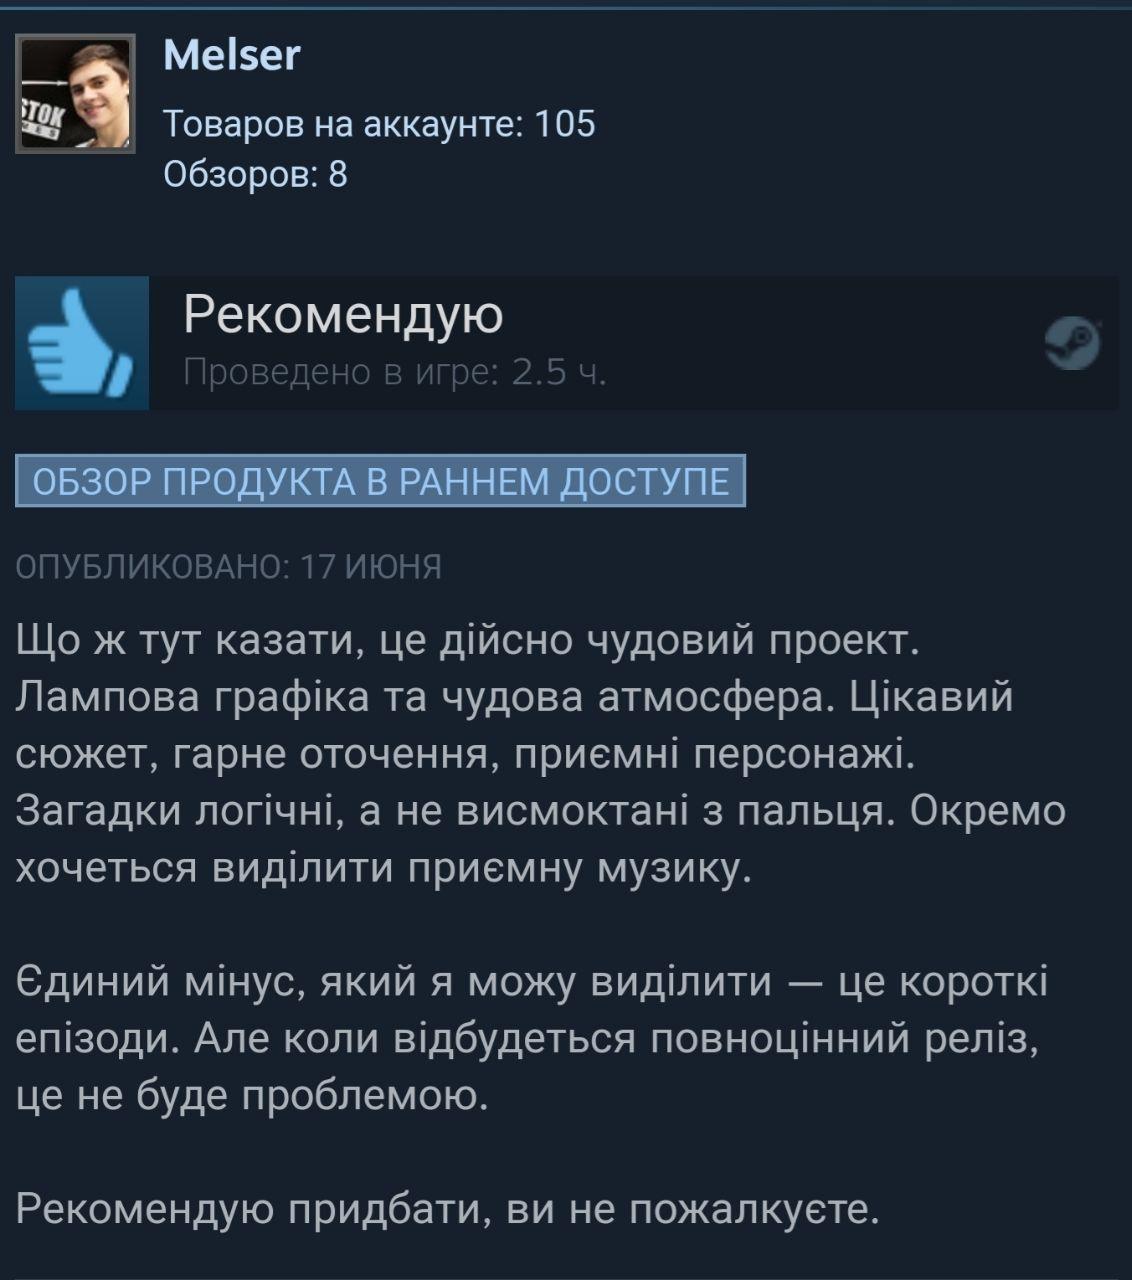 Melser
Товаров на аккаунте: 105
Обзоров: 8
Рекомендую
Проведено в игре: 2.5 ч.
ОБЗОР ПРОДУКТА В РАННЕМ ДОСТУПЕ
ОПУБЛИКОВАНО: 17 ИЮНЯ
Що ж тут казати, це дійсно чудовий проект.
Лампова графіка та чудова атмосфера. Цікавий
сюжет, гарне оточення, приємні персонажі.
Загадки логічні, а не висмоктані з пальця. Окремо
хочеться виділити приємну музику.
Єдиний мінус, який я можу виділити — це короткі
епізоди. Але коли відбудеться повноцінний реліз,
це не буде проблемою.
Рекомендую придбати, ви не пожалкуєте.